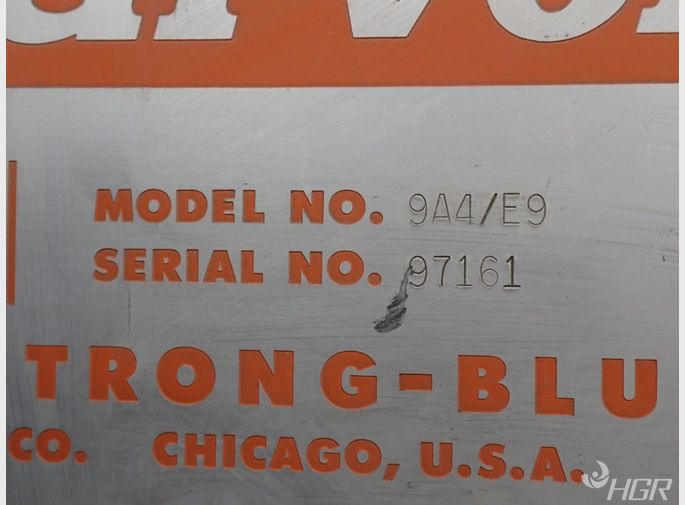 MODEL NO. 9A4/E9
SERIAL NO. 97161
TRONG-BLU
CO. CHICAGO, U.S.A.
HGR